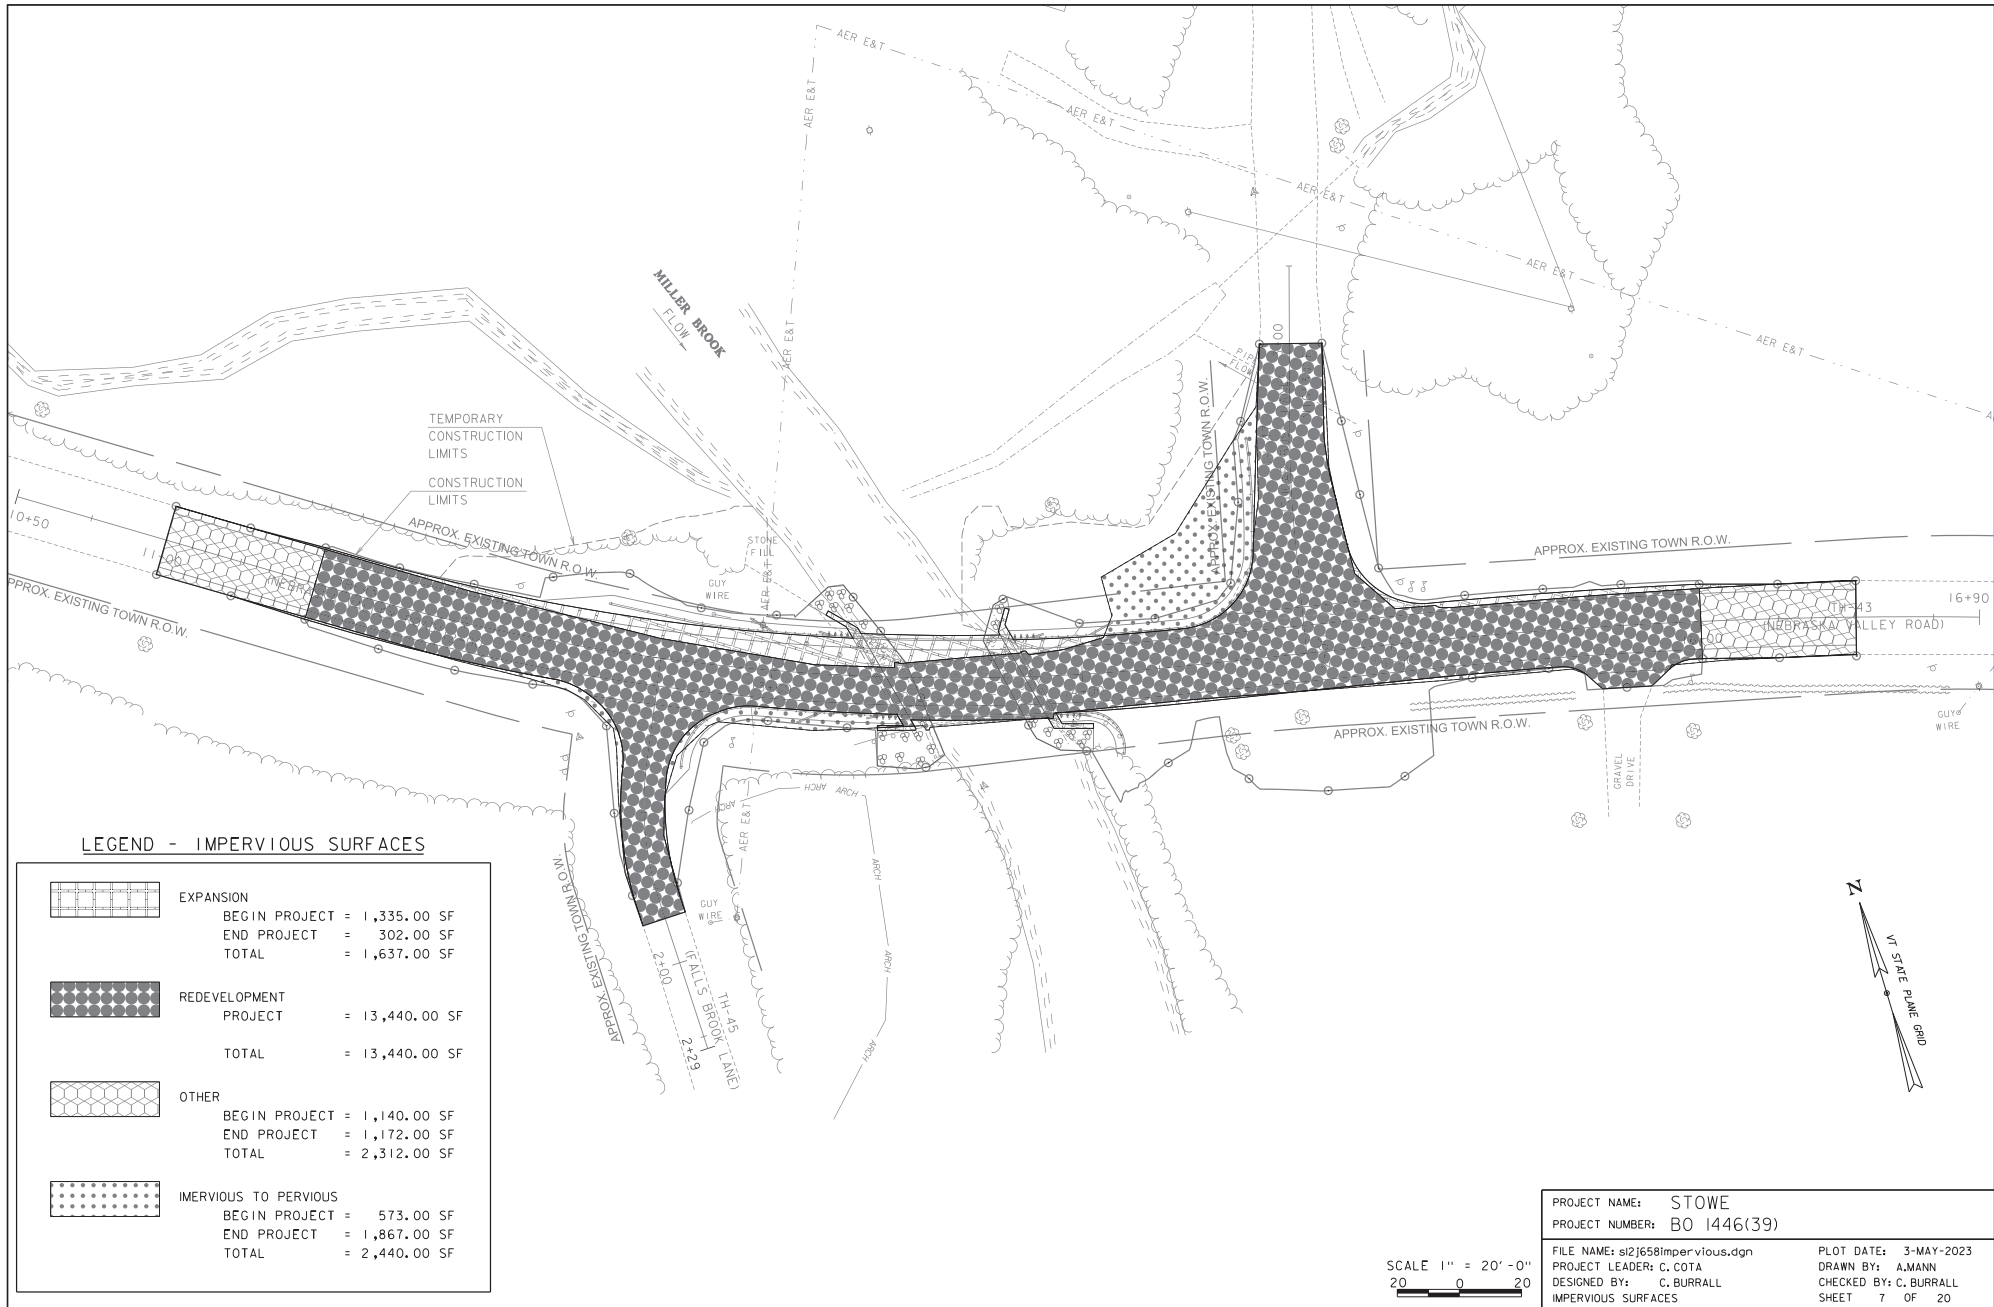 AER E&T
AER E&T
AER E&T
AER E&T
AER E&T
AER E&T
AER E&T
MILLER BROOK
FLOW
TEMPORARY
CONSTRUCTION
LIMITS
CONSTRUCTION
LIMITS
APPROX. EXISTING TOWN R.O.W.
10+50
11+00
PROX. EXISTING TOWN R.O.W.
STONE
FILL
GUY
WIRE
AER E&T
FLOW
00
APPROX. EXISTING TOWN R.O.W.
APPROX. EXISTING TOWN R.O.W.
TH-43
(NEBRASKA VALLEY ROAD)
16+90
00
APPROX. EXISTING TOWN R.O.W.
GUY
WIRE
GRAVEL
DRIVE
ARCH
ARCH
ARCH
ARCH
ARCH
ARCH
ARCH
AER E&T
GUY
WIRE
APPROX. EXISTING TOWN R.O.W.
2+00
(FALLS BROOK LANE)
TH-45
2+29
N
VT STATE PLANE GRID
LEGEND - IMPERVIOUS SURFACES
EXPANSION
BEGIN PROJECT = 1,335.00 SF
END PROJECT = 302.00 SF
TOTAL = 1,637.00 SF
REDEVELOPMENT
PROJECT = 13,440.00 SF
TOTAL = 13,440.00 SF
OTHER
BEGIN PROJECT = 1,140.00 SF
END PROJECT = 1,172.00 SF
TOTAL = 2,312.00 SF
IMERVIOUS TO PERVIOUS
BEGIN PROJECT = 573.00 SF
END PROJECT = 1,867.00 SF
TOTAL = 2,440.00 SF
SCALE 1" = 20'-0"
20 0 20
PROJECT NAME: STOWE
PROJECT NUMBER: BO 1446(39)
FILE NAME: s12j658impervious.dgn PLOT DATE: 3-MAY-2023
PROJECT LEADER: C. COTA DRAWN BY: A.MANN
DESIGNED BY: C. BURRALL CHECKED BY: C. BURRALL
IMPERVIOUS SURFACES SHEET 7 OF 20